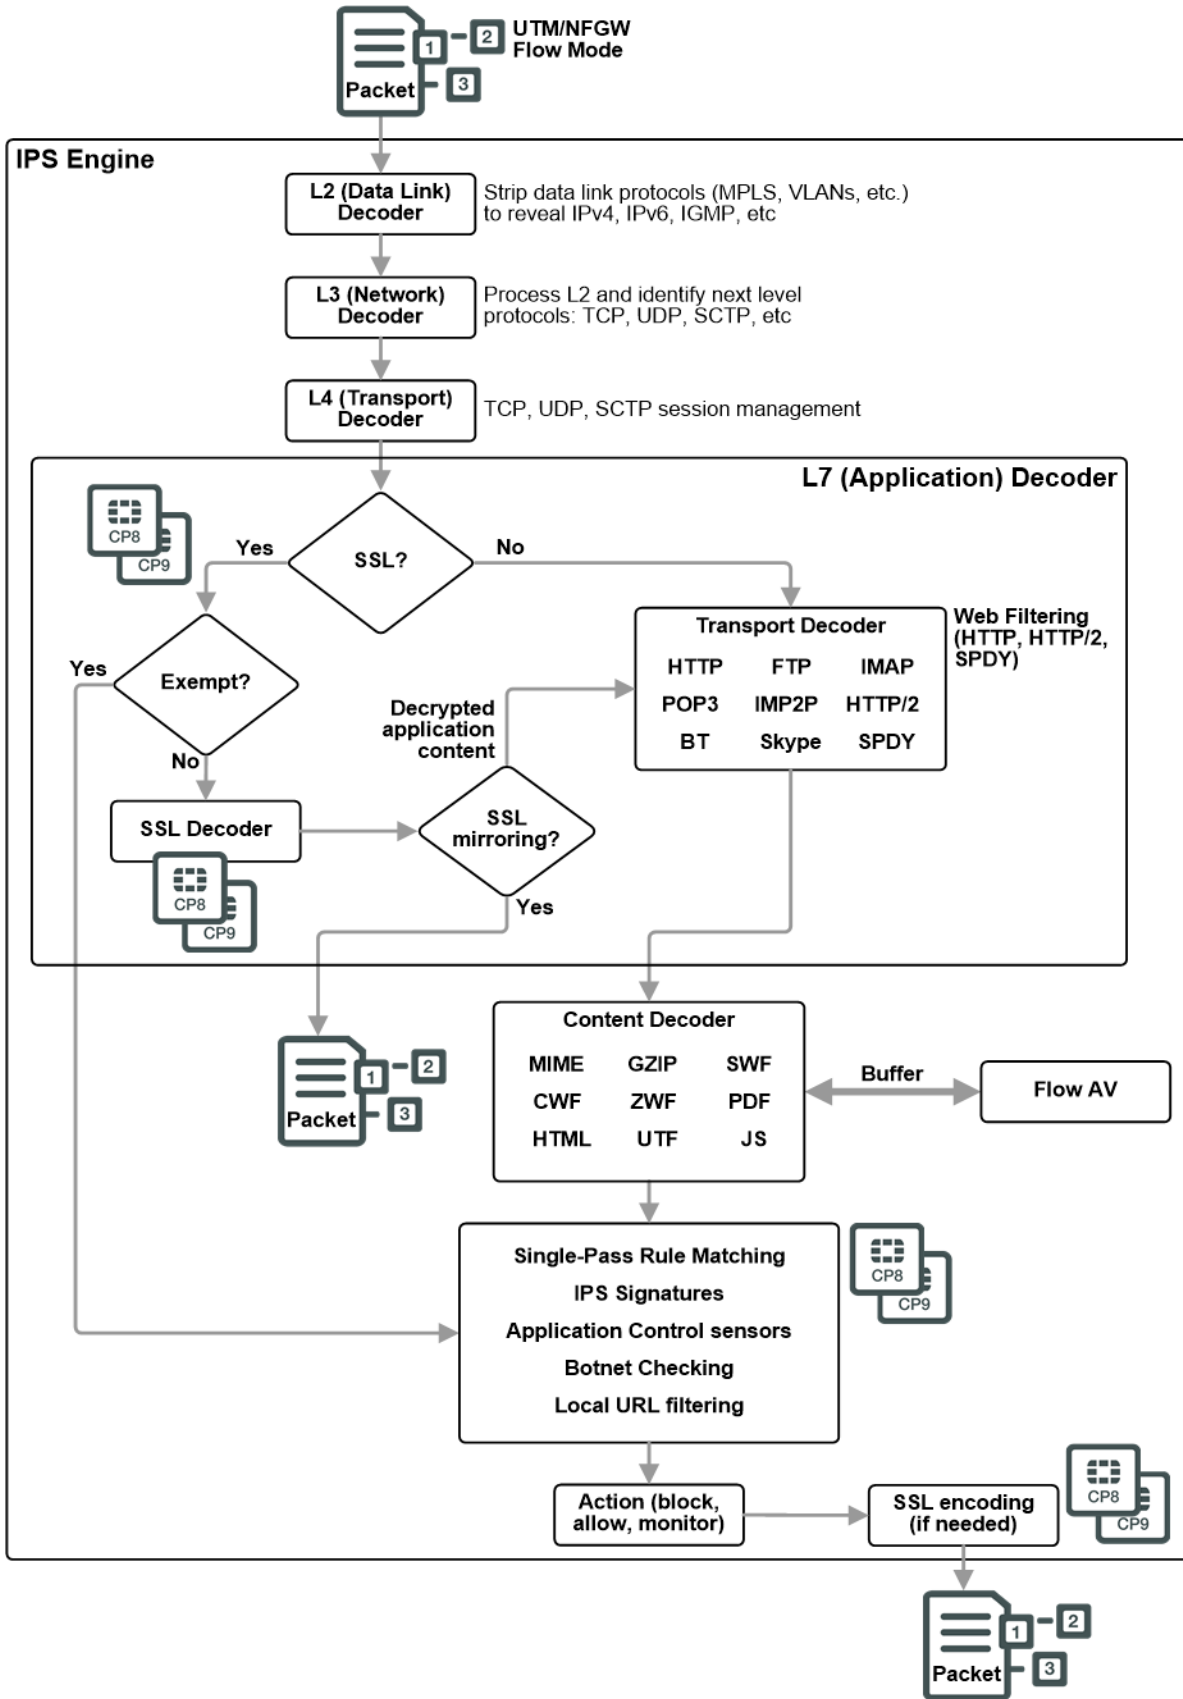 1
2
3
Packet
UTM/NFGW
Flow Mode
IPS Engine
L2 (Data Link)
Decoder
Strip data link protocols (MPLS, VLANs, etc.)
to reveal IPv4, IPv6, IGMP, etc
L3 (Network)
Decoder
Process L2 and identify next level
protocols: TCP, UDP, SCTP, etc
L4 (Transport)
Decoder
TCP, UDP, SCTP session management
L7 (Application) Decoder
CP8
CP9
Yes
SSL?
No
Transport Decoder
HTTP FTP IMAP
POP3 IMP2P HTTP/2
BT Skype SPDY
Web Filtering
(HTTP, HTTP/2,
SPDY)
Yes
Exempt?
No
Decrypted
application
content
SSL Decoder
CP8
CP9
SSL
mirroring?
Yes
1
2
3
Packet
Content Decoder
MIME GZIP SWF
CWF ZWF PDF
HTML UTF JS
Buffer
Flow AV
Single-Pass Rule Matching
IPS Signatures
Application Control sensors
Botnet Checking
Local URL filtering
CP8
CP9
Action (block,
allow, monitor)
SSL encoding
(if needed)
CP8
CP9
1
2
3
Packet